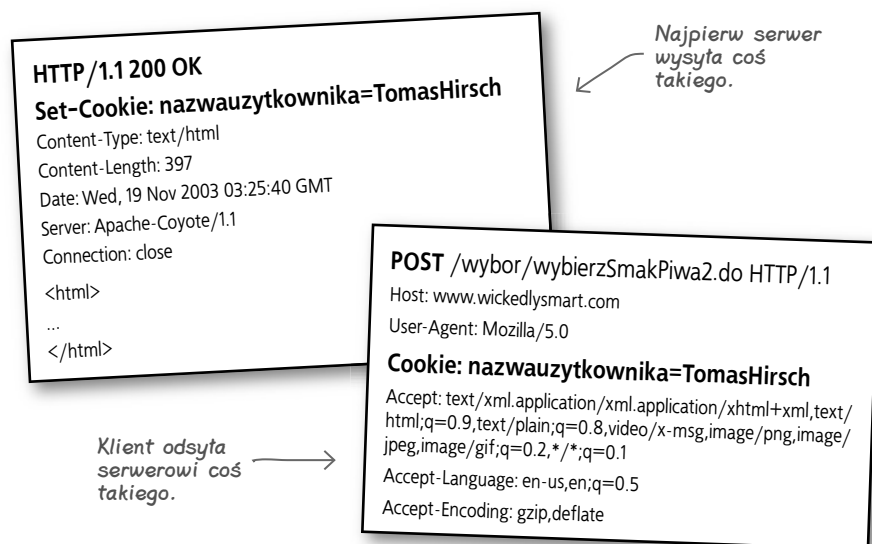 HTTP/1.1 200 OK
Set-Cookie: nazwauzytkownika=TomasHirsch
Content-Type: text/html
Content-Length: 397
Date: Wed, 19 Nov 2003 03:25:40 GMT
Server: Apache-Coyote/1.1
Connection: close
<html>
...
</html>
Najpierw serwer
wysyła coś
takiego.
POST /wybor/wybierzSmakPiwa2.do HTTP/1.1
Host: www.wickedlysmart.com
User-Agent: Mozilla/5.0
Cookie: nazwauzytkownika=TomasHirsch
Accept: text/xml.application/xml.application/xhtml+xml,text/
html;q=0.9,text/plain;q=0.8,video/x-msg,image/png,image/
jpeg,image/gif;q=0.2,*/*;q=0.1
Accept-Language: en-us,en;q=0.5
Accept-Encoding: gzip,deflate
Klient odsyła
serwerowi coś
takiego.